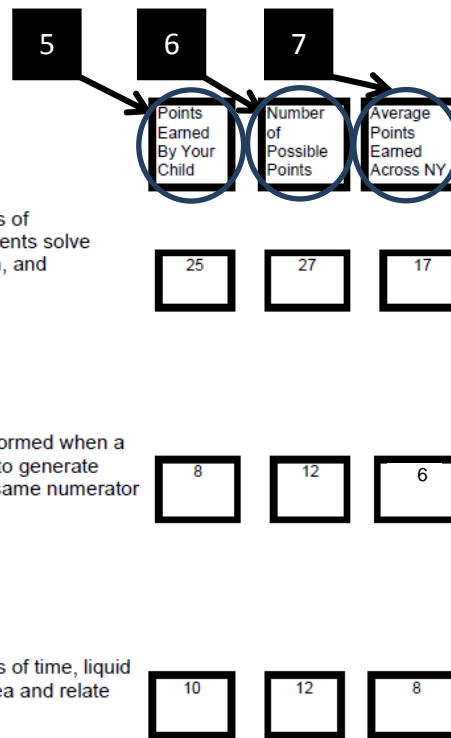 5 6 7
Points Earned By Your Child
Number of Possible Points
Average Points Earned Across NY
s of
ents solve
, and
25 27 17
ormed when a
to generate
same numerator
8 12 6
s of time, liquid
ea and relate
10 12 8